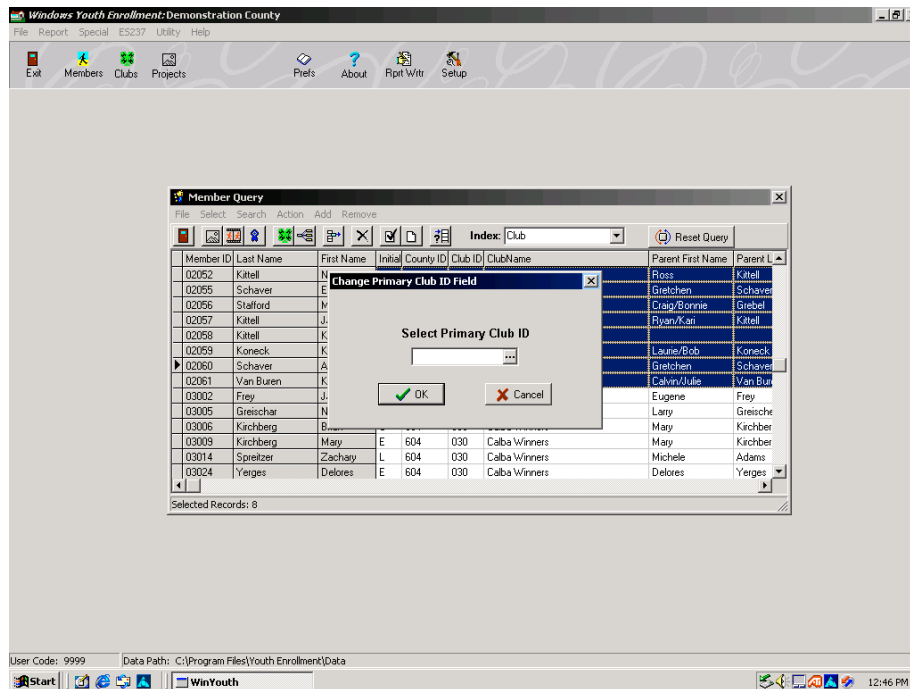 Windows Youth Enrollment: Demonstration County
File Report Special ES237 Utility Help
Exit Members Clubs Projects Prefs About Rprt Writr Setup
Member Query
File Select Search Action Add Remove
Index: Club Reset Query
Member ID Last Name First Name Initial County ID Club ID ClubName Parent First Name Parent L
02052 Kittell N Ross Kittell
02055 Schaver E Gretchen Schaver
02056 Stafford M Craig/Bonnie Grebel
02057 Kittell J. Ryan/Kari Kittell
02058 Kittell K
02059 Koneck K Laurie/Bob Koneck
02060 Schaver A Gretchen Schaver
02061 Van Buren K Calvin/Julie Van Bur
03002 Frey J. Eugene Frey
03005 Greischar N Larry Greische
03006 Kirchberg Mary Kirchber
03009 Kirchberg Mary E 604 030 Calba Winners Mary Kirchber
03014 Spreitzer Zachary L 604 030 Calba Winners Michele Adams
03024 Yerges Delores E 604 030 Calba Winners Delores Yerges
Selected Records: 8
Change Primary Club ID Field
Select Primary Club ID
...
OK Cancel
User Code: 9999 Data Path: C:\Program Files\Youth Enrollment\Data
Start WinYouth 12:46 PM